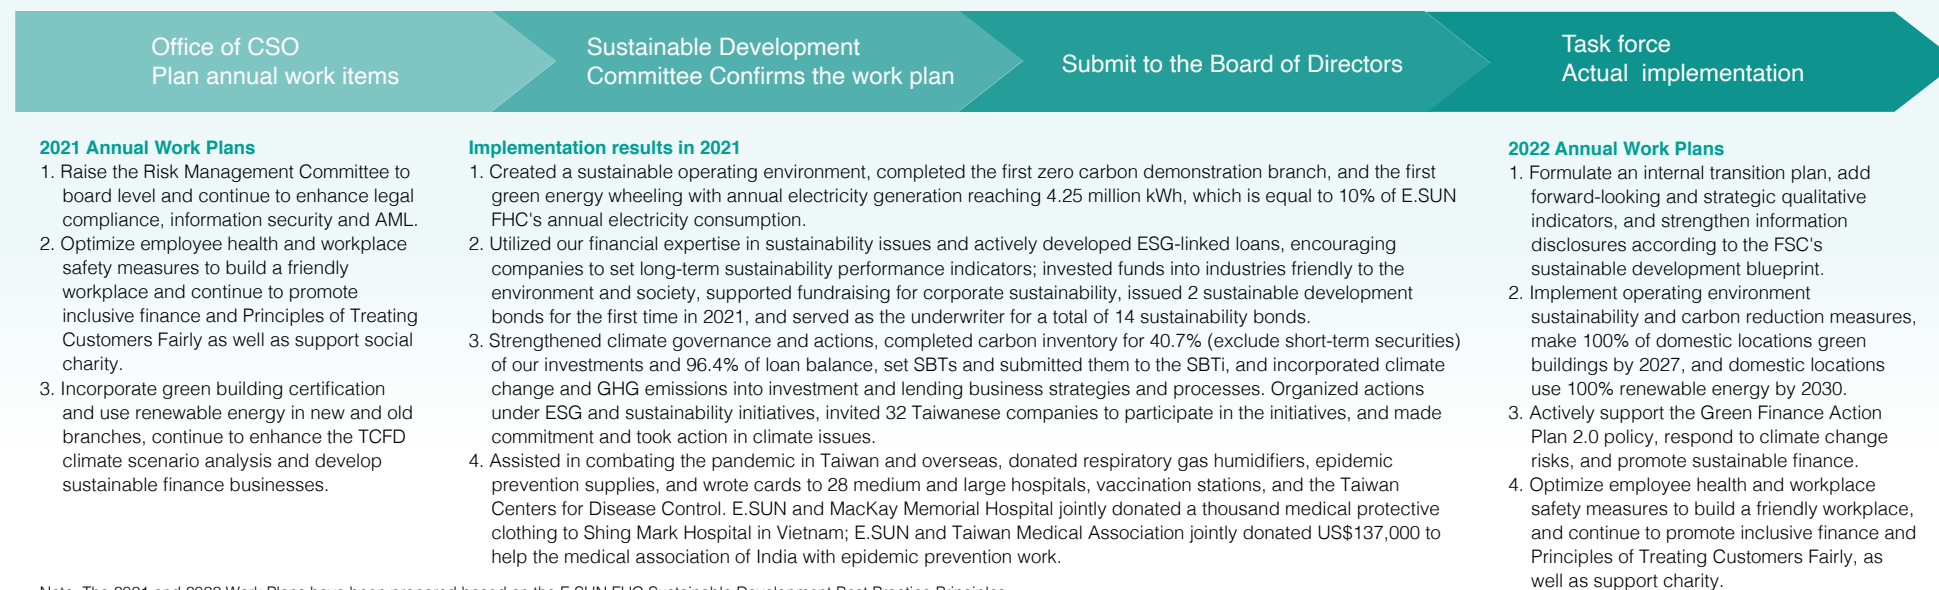 Office of CSO
Plan annual work items
Sustainable Development
Committee Confirms the work plan
Submit to the Board of Directors
Task force
Actual implementation
2021 Annual Work Plans
1. Raise the Risk Management Committee to
board level and continue to enhance legal
compliance, information security and AML.
2. Optimize employee health and workplace
safety measures to build a friendly
workplace and continue to promote
inclusive finance and Principles of Treating
Customers Fairly as well as support social
charity.
3. Incorporate green building certification
and use renewable energy in new and old
branches, continue to enhance the TCFD
climate scenario analysis and develop
sustainable finance businesses.
Implementation results in 2021
1. Created a sustainable operating environment, completed the first zero carbon demonstration branch, and the first
green energy wheeling with annual electricity generation reaching 4.25 million kWh, which is equal to 10% of E.SUN
FHC's annual electricity consumption.
2. Utilized our financial expertise in sustainability issues and actively developed ESG-linked loans, encouraging
companies to set long-term sustainability performance indicators; invested funds into industries friendly to the
environment and society, supported fundraising for corporate sustainability, issued 2 sustainable development
bonds for the first time in 2021, and served as the underwriter for a total of 14 sustainability bonds.
3. Strengthened climate governance and actions, completed carbon inventory for 40.7% (exclude short-term securities)
of our investments and 96.4% of loan balance, set SBTs and submitted them to the SBTi, and incorporated climate
change and GHG emissions into investment and lending business strategies and processes. Organized actions
under ESG and sustainability initiatives, invited 32 Taiwanese companies to participate in the initiatives, and made
commitment and took action in climate issues.
4. Assisted in combating the pandemic in Taiwan and overseas, donated respiratory gas humidifiers, epidemic
prevention supplies, and wrote cards to 28 medium and large hospitals, vaccination stations, and the Taiwan
Centers for Disease Control. E.SUN and MacKay Memorial Hospital jointly donated a thousand medical protective
clothing to Shing Mark Hospital in Vietnam; E.SUN and Taiwan Medical Association jointly donated US$137,000 to
help the medical association of India with epidemic prevention work.
2022 Annual Work Plans
1. Formulate an internal transition plan, add
forward-looking and strategic qualitative
indicators, and strengthen information
disclosures according to the FSC's
sustainable development blueprint.
2. Implement operating environment
sustainability and carbon reduction measures,
make 100% of domestic locations green
buildings by 2027, and domestic locations
use 100% renewable energy by 2030.
3. Actively support the Green Finance Action
Plan 2.0 policy, respond to climate change
risks, and promote sustainable finance.
4. Optimize employee health and workplace
safety measures to build a friendly workplace,
and continue to promote inclusive finance and
Principles of Treating Customers Fairly, as
well as support charity.
Note. The 2021 and 2022 Work Plans have been prepared based on the E.SUN FHC Sustainable Development Best Practice Principles.